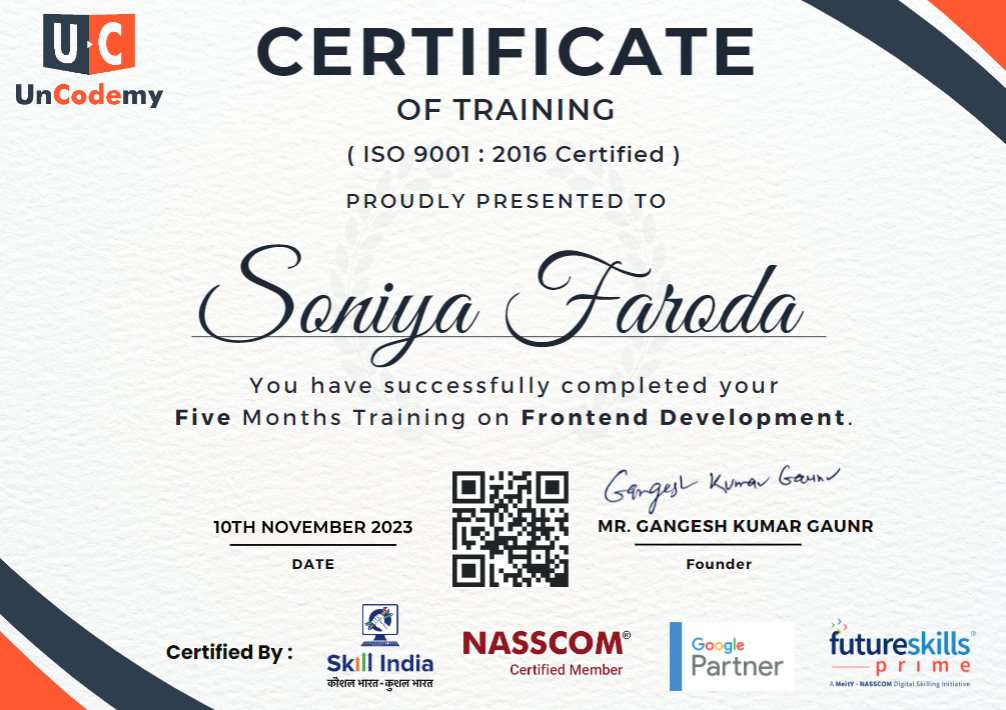 UC
UnCodemy
CERTIFICATE
OF TRAINING
( ISO 9001 : 2016 Certified )
PROUDLY PRESENTED TO
Soniya Faroda
You have successfully completed your
Five Months Training on Frontend Development.
Gangesh Kumar Gaunr
10TH NOVEMBER 2023
MR. GANGESH KUMAR GAUNR
DATE
Founder
Certified By :
Skill India
कौशल भारत-कुशल भारत
NASSCOM®
Certified Member
Google
Partner
futureskills®
prime
A MeitY - NASSCOM Digital Skilling Initiative